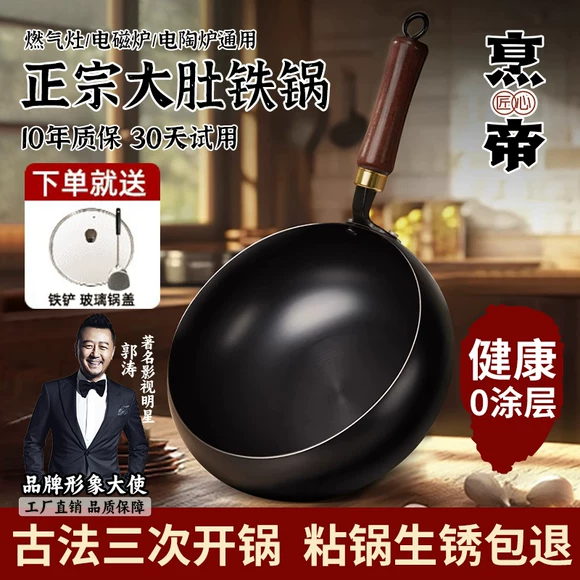 燃气灶/电磁炉/电陶炉通用
正宗大肚铁锅
10年质保 30天试用
烹帝
匠心
下单就送
铁铲 玻璃锅盖
著名影视明星
郭涛
品牌形象大使
工厂直销 品质保障
健康
0涂层
古法三次开锅 粘锅生锈包退